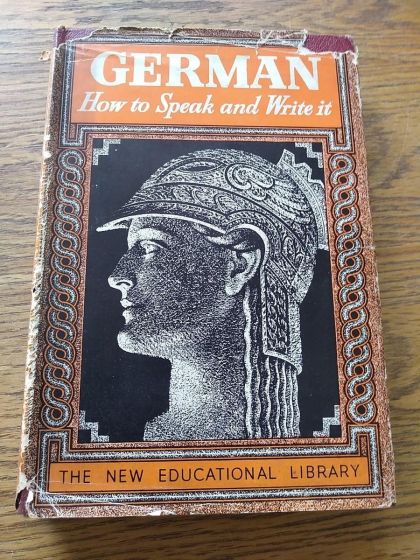 GERMAN
How to Speak and Write it
THE NEW EDUCATIONAL LIBRARY